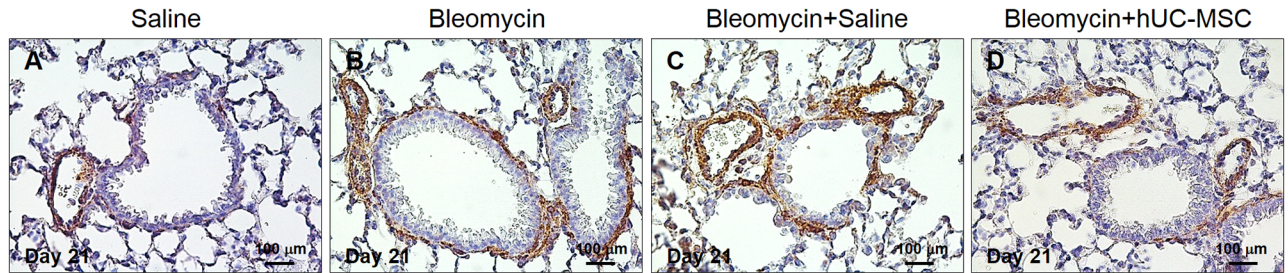 Saline
Bleomycin
Bleomycin+Saline
Bleomycin+hUC-MSC
A
B
C
D
Day 21
100 μm
Day 21
100 μm
Day 21
100 μm
Day 21
100 μm